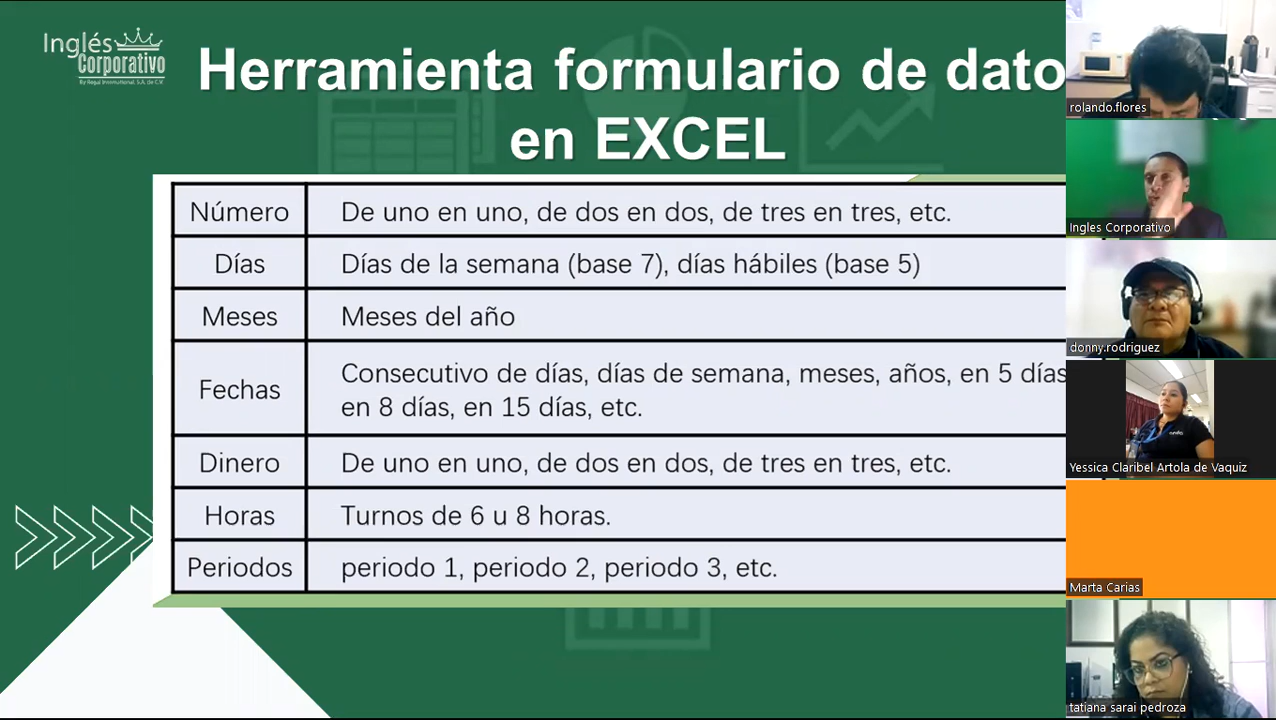 Inglés
Corporativo
Herramienta formulario de dato
en EXCEL
Número De uno en uno, de dos en dos, de tres en tres, etc.
Días Días de la semana (base 7), días hábiles (base 5)
Meses Meses del año
Fechas Consecutivo de días, días de semana, meses, años, en 5 días
en 8 días, en 15 días, etc.
Dinero De uno en uno, de dos en dos, de tres en tres, etc.
Horas Turnos de 6 u 8 horas.
Periodos periodo 1, periodo 2, periodo 3, etc.
rolando.flores
Ingles Corporativo
donny.rodriguez
Yessica Claribel Artola de Vaquiz
Marta Carias
tatiana sarai pedroza